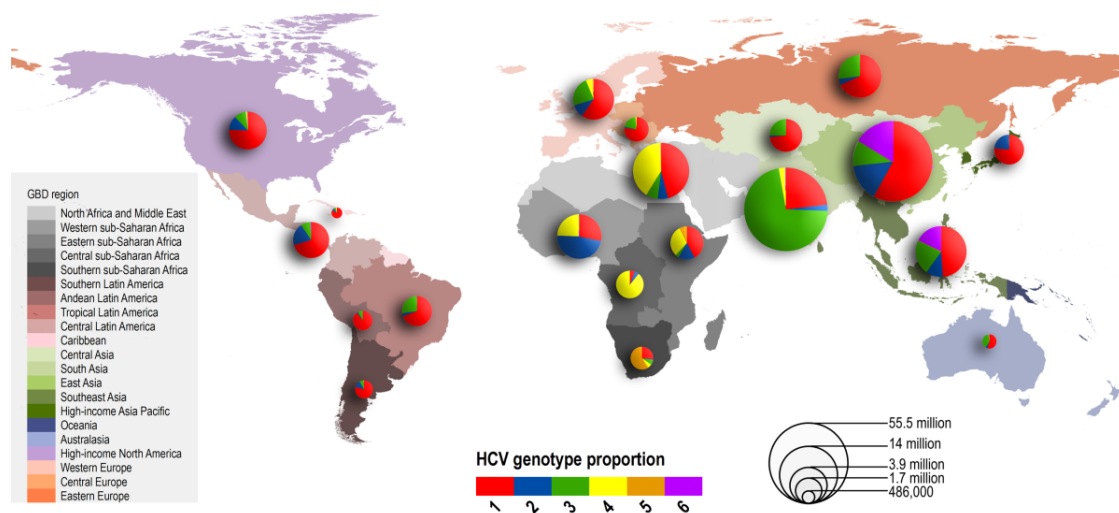 GBD region
North Africa and Middle East
Western sub-Saharan Africa
Eastern sub-Saharan Africa
Central sub-Saharan Africa
Southern sub-Saharan Africa
Southern Latin America
Andean Latin America
Tropical Latin America
Central Latin America
Caribbean
Central Asia
South Asia
East Asia
Southeast Asia
High-income Asia Pacific
Oceania
Australasia
High-income North America
Western Europe
Central Europe
Eastern Europe
HCV genotype proportion
1 2 3 4 5 6
55.5 million
14 million
3.9 million
1.7 million
486,000